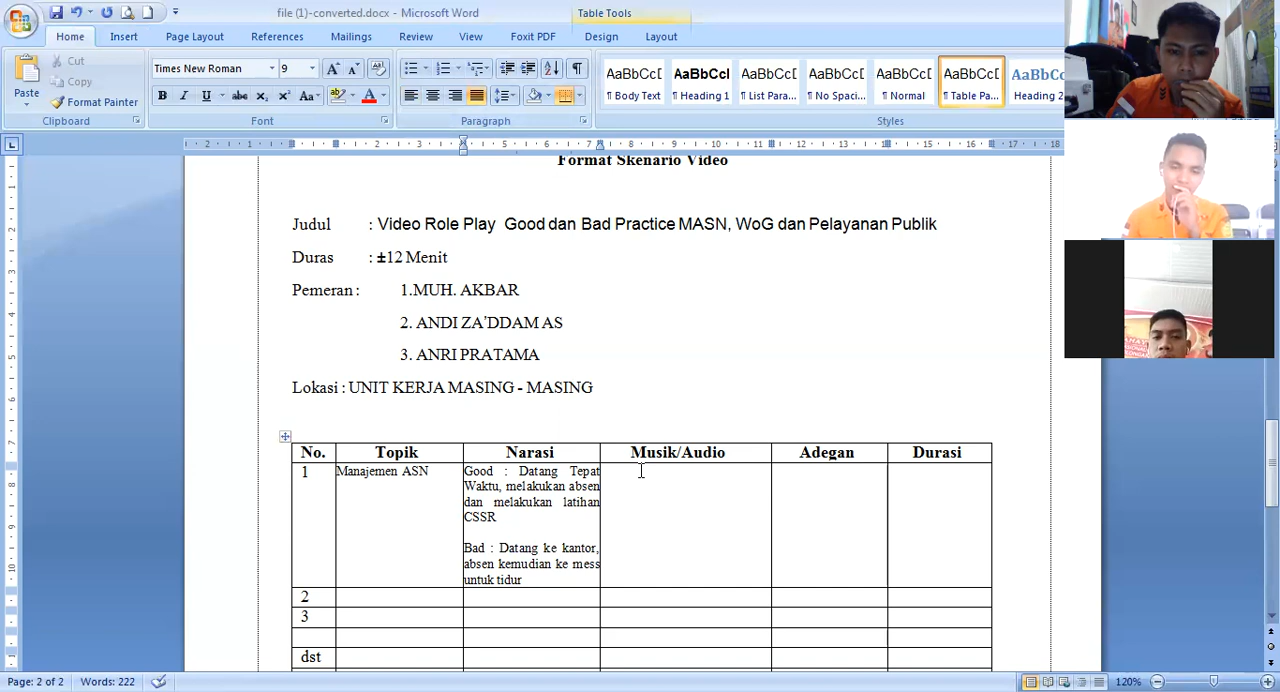 file (1)-converted.docx - Microsoft Word
Table Tools
Home Insert Page Layout References Mailings Review View Foxit PDF Design Layout
Paste
Cut
Copy
Format Painter
Clipboard
Times New Roman 9
Font
Paragraph
AaBbCcD AaBbCcI AaBbCcD AaBbCcD AaBbCcD AaBbCcD AaBbC
¶ Body Text ¶ Heading 1 ¶ List Para... ¶ No Spaci... ¶ Normal ¶ Table Pa... Heading 2
Styles
Format Skenario Video
Judul : Video Role Play Good dan Bad Practice MASN, WoG dan Pelayanan Publik
Duras : ±12 Menit
Pemeran : 1.MUH. AKBAR
2. ANDI ZA'DDAM AS
3. ANRI PRATAMA
Lokasi : UNIT KERJA MASING - MASING
No. Topik Narasi Musik/Audio Adegan Durasi
1 Manajemen ASN Good : Datang Tepat
Waktu, melakukan absen
dan melakukan latihan
CSSR
Bad : Datang ke kantor,
absen kemudian ke mess
untuk tidur
2
3
dst
Page: 2 of 2 Words: 222 120%